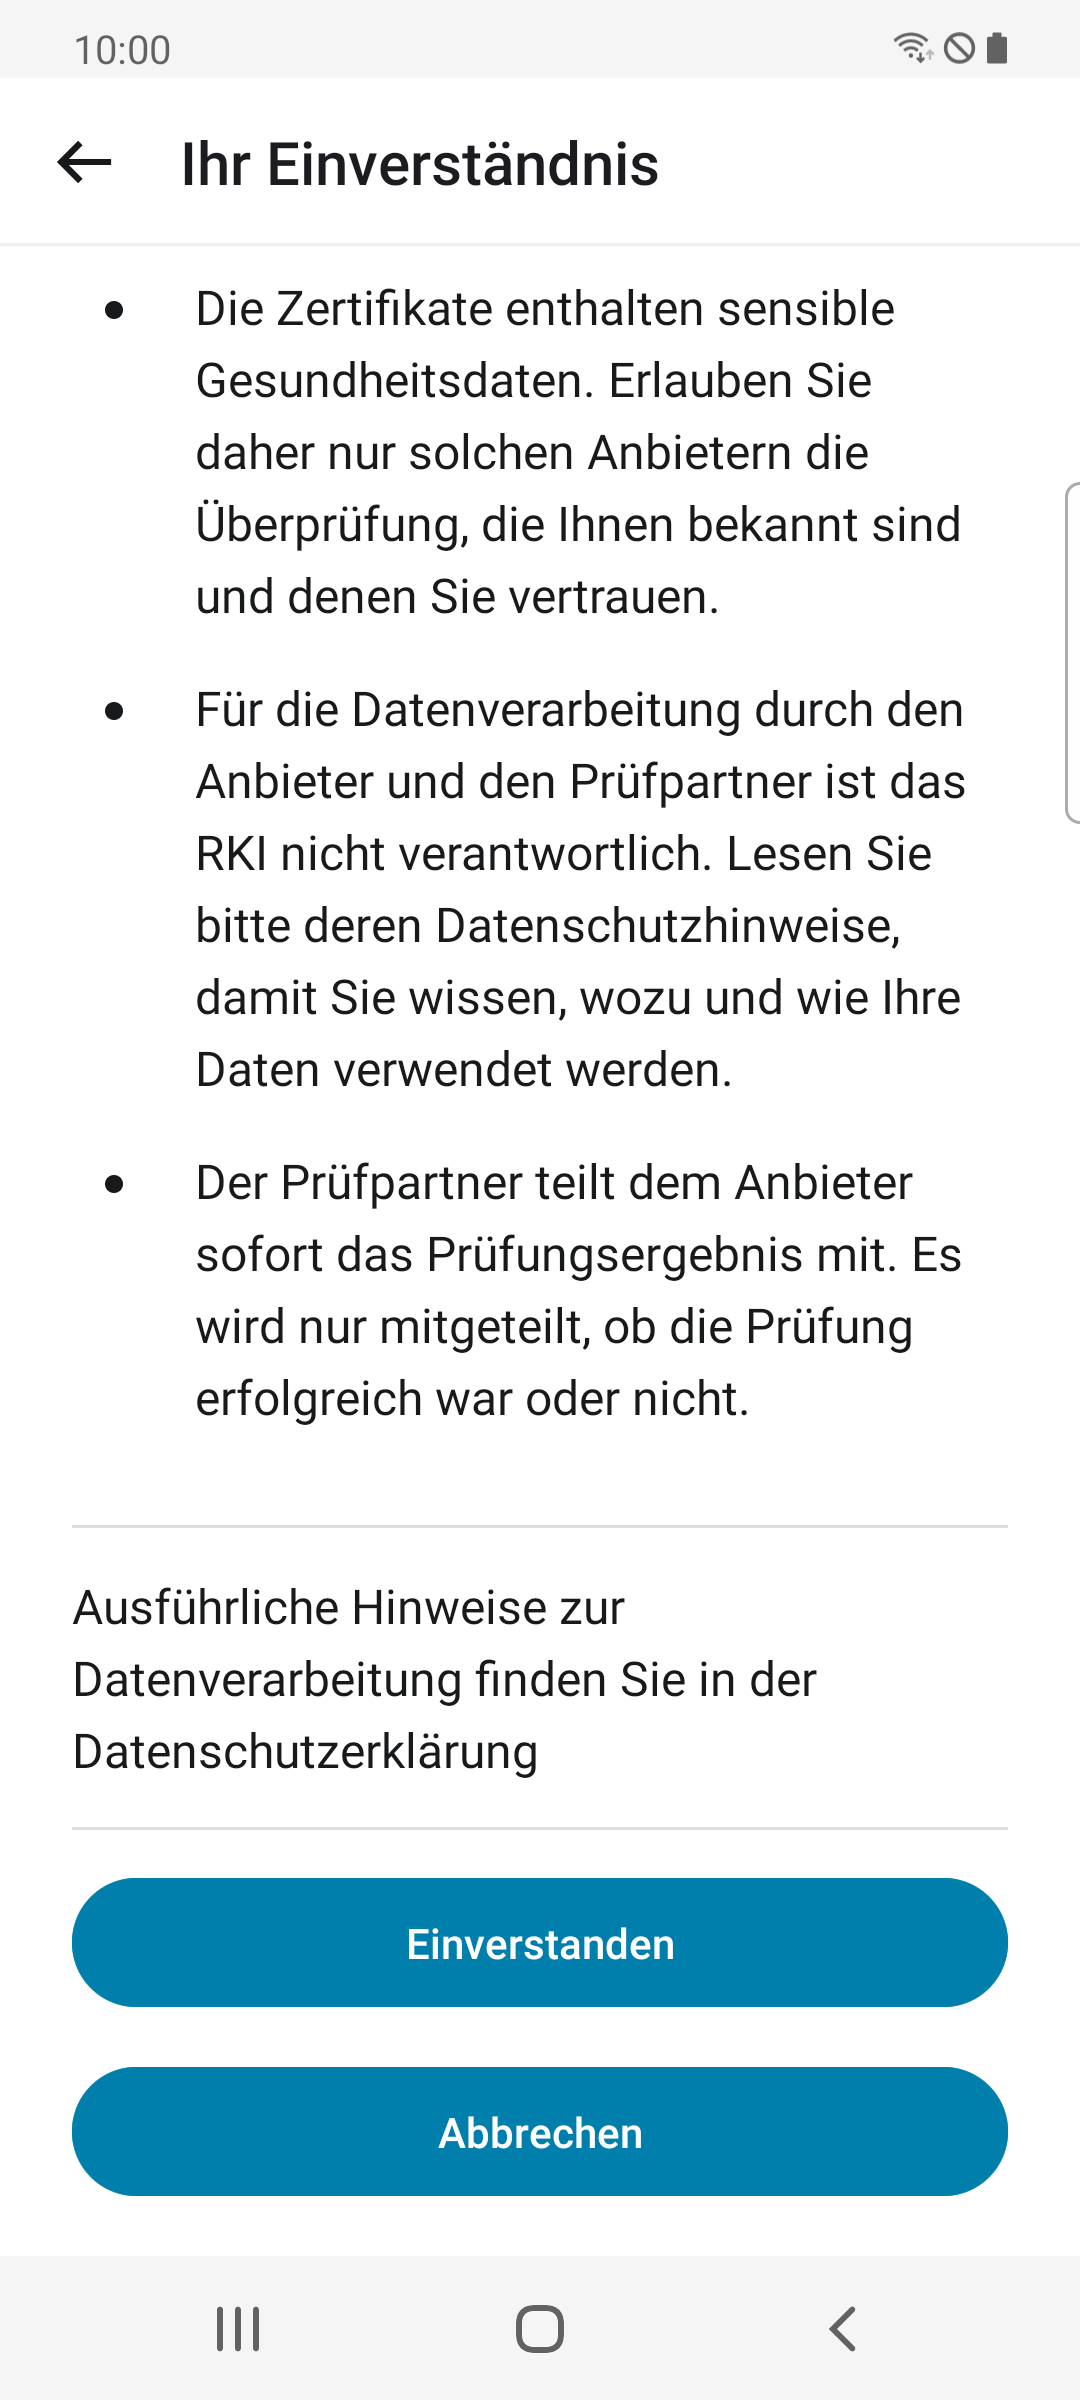 10:00
Ihr Einverständnis
• Die Zertifikate enthalten sensible
Gesundheitsdaten. Erlauben Sie
daher nur solchen Anbietern die
Überprüfung, die Ihnen bekannt sind
und denen Sie vertrauen.
• Für die Datenverarbeitung durch den
Anbieter und den Prüfpartner ist das
RKI nicht verantwortlich. Lesen Sie
bitte deren Datenschutzhinweise,
damit Sie wissen, wozu und wie Ihre
Daten verwendet werden.
• Der Prüfpartner teilt dem Anbieter
sofort das Prüfungsergebnis mit. Es
wird nur mitgeteilt, ob die Prüfung
erfolgreich war oder nicht.
Ausführliche Hinweise zur
Datenverarbeitung finden Sie in der
Datenschutzerklärung
Einverstanden
Abbrechen